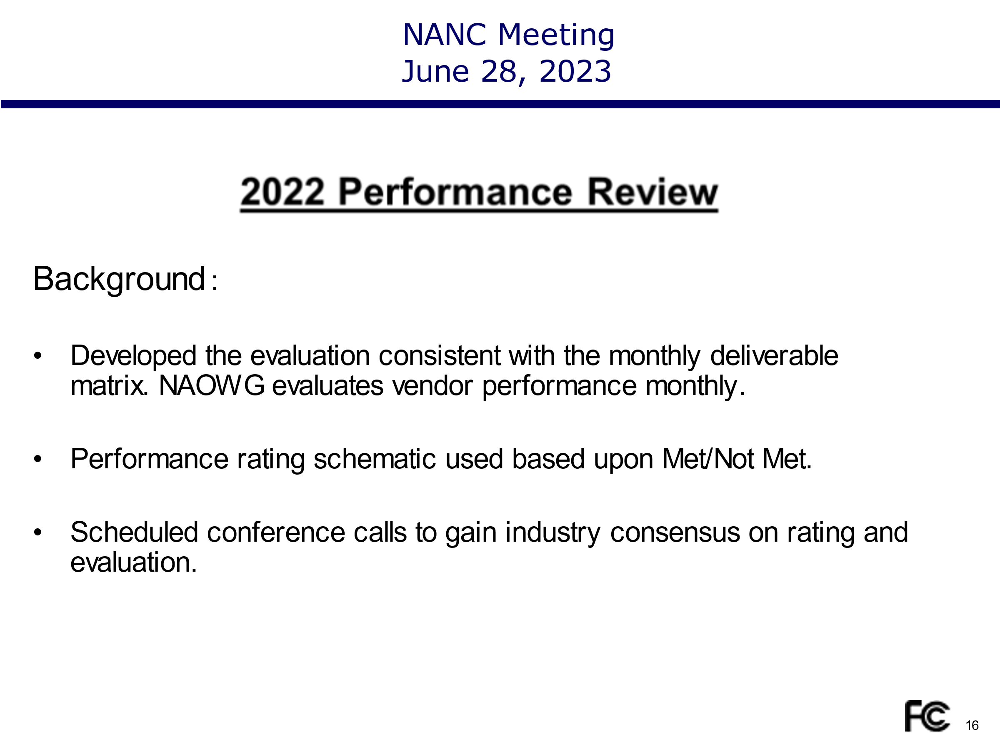 NANC Meeting
June 28, 2023
2022 Performance Review
Background :
• Developed the evaluation consistent with the monthly deliverable
matrix. NAOWG evaluates vendor performance monthly.
• Performance rating schematic used based upon Met/Not Met.
• Scheduled conference calls to gain industry consensus on rating and
evaluation.
FCC
16